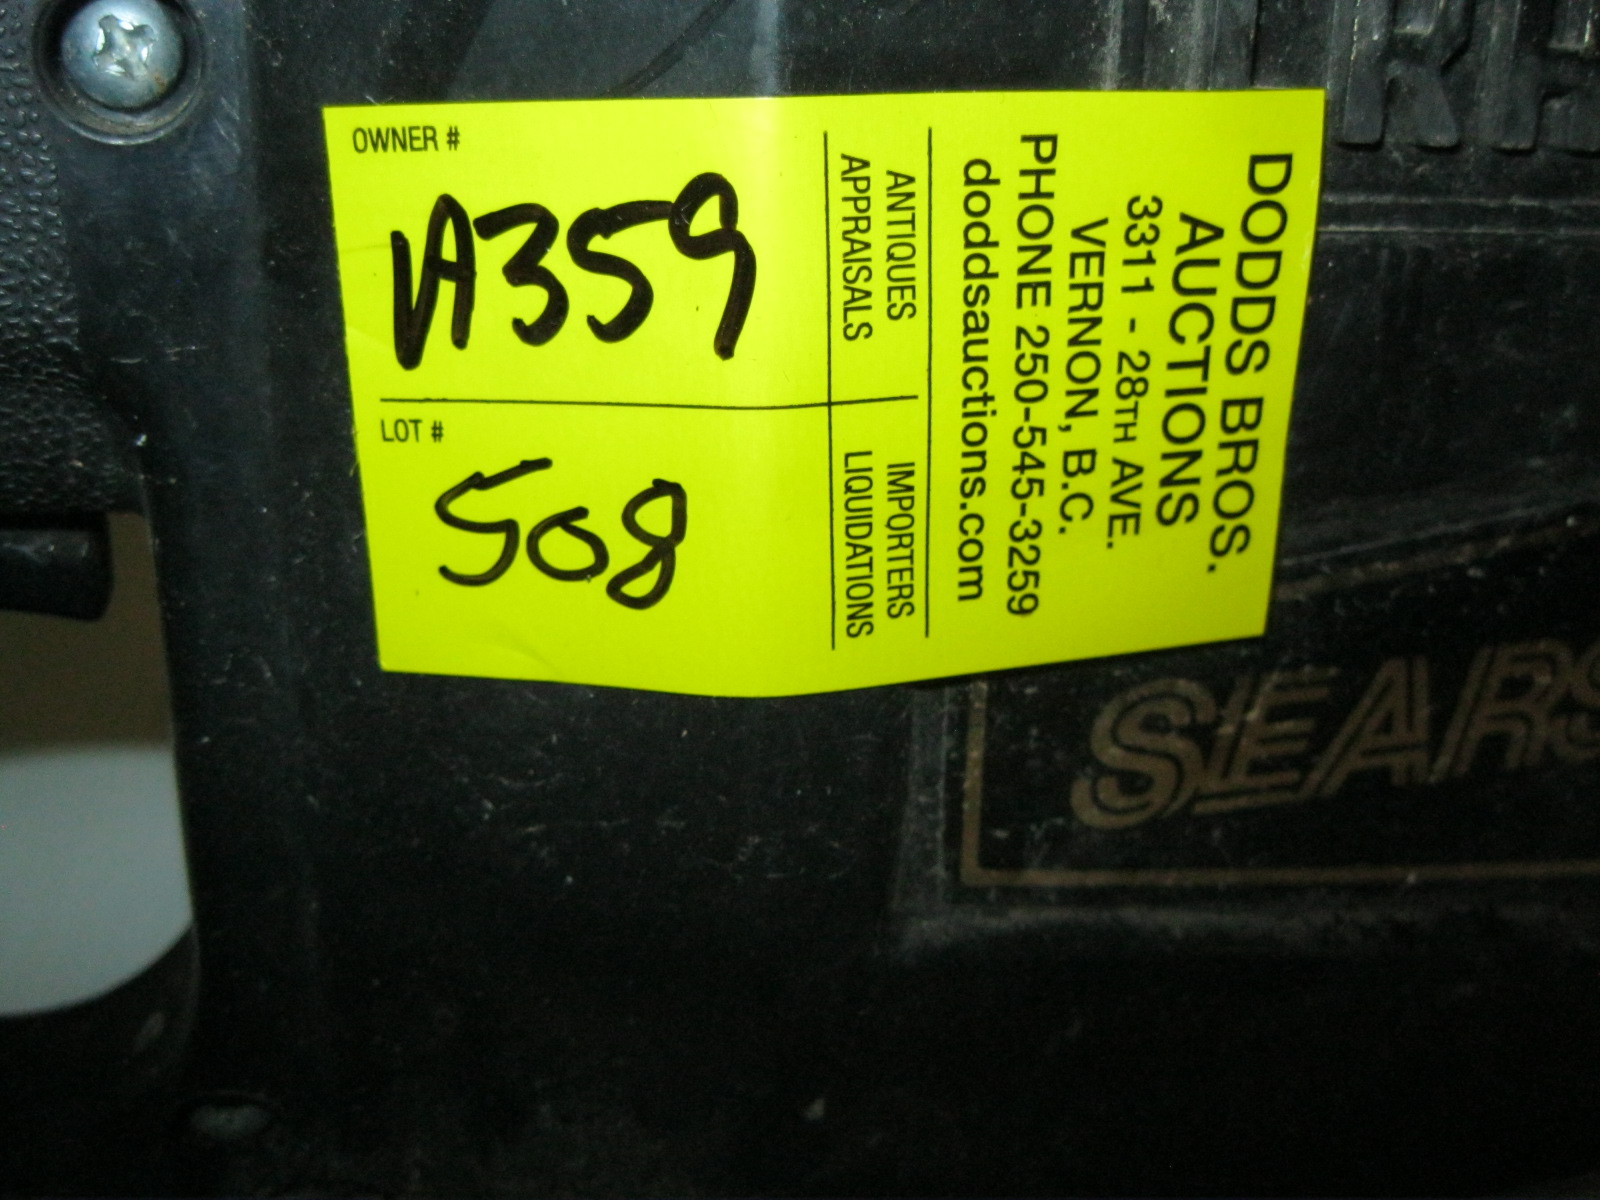 OWNER #
A359
LOT #
508
ANTIQUES
APPRAISALS
IMPORTERS
LIQUIDATIONS
DODDS BROS.
AUCTIONS
3311 - 28TH AVE.
VERNON, B.C.
PHONE 250-545-3259
doddsauctions.com
SEARS